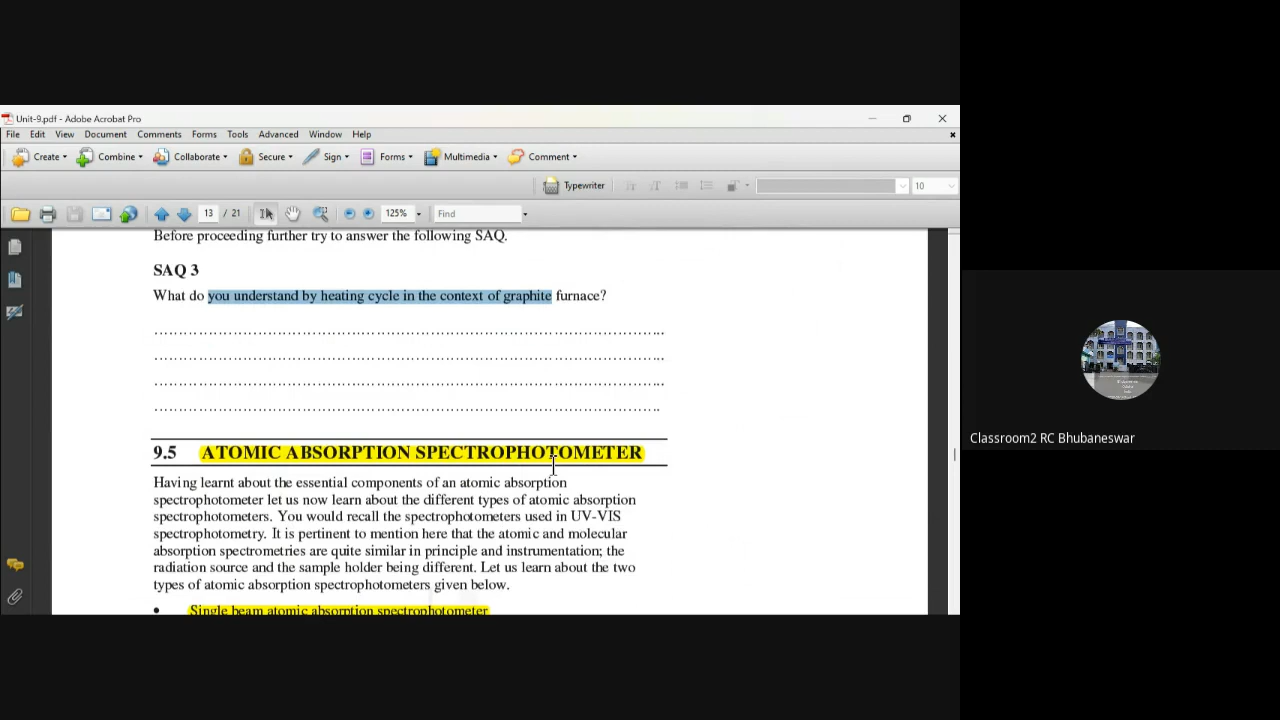 Unit-9.pdf - Adobe Acrobat Pro
File Edit View Document Comments Forms Tools Advanced Window Help
Create Combine Collaborate Secure Sign Forms Multimedia Comment
Typewriter 10
13 / 21 125% Find
Before proceeding further try to answer the following SAQ.
SAQ 3
What do you understand by heating cycle in the context of graphite furnace?
9.5 ATOMIC ABSORPTION SPECTROPHOTOMETER
Having learnt about the essential components of an atomic absorption
spectrophotometer let us now learn about the different types of atomic absorption
spectrophotometers. You would recall the spectrophotometers used in UV-VIS
spectrophotometry. It is pertinent to mention here that the atomic and molecular
absorption spectrometries are quite similar in principle and instrumentation; the
radiation source and the sample holder being different. Let us learn about the two
types of atomic absorption spectrophotometers given below.
• Single beam atomic absorption spectrophotometer
Classroom2 RC Bhubaneswar